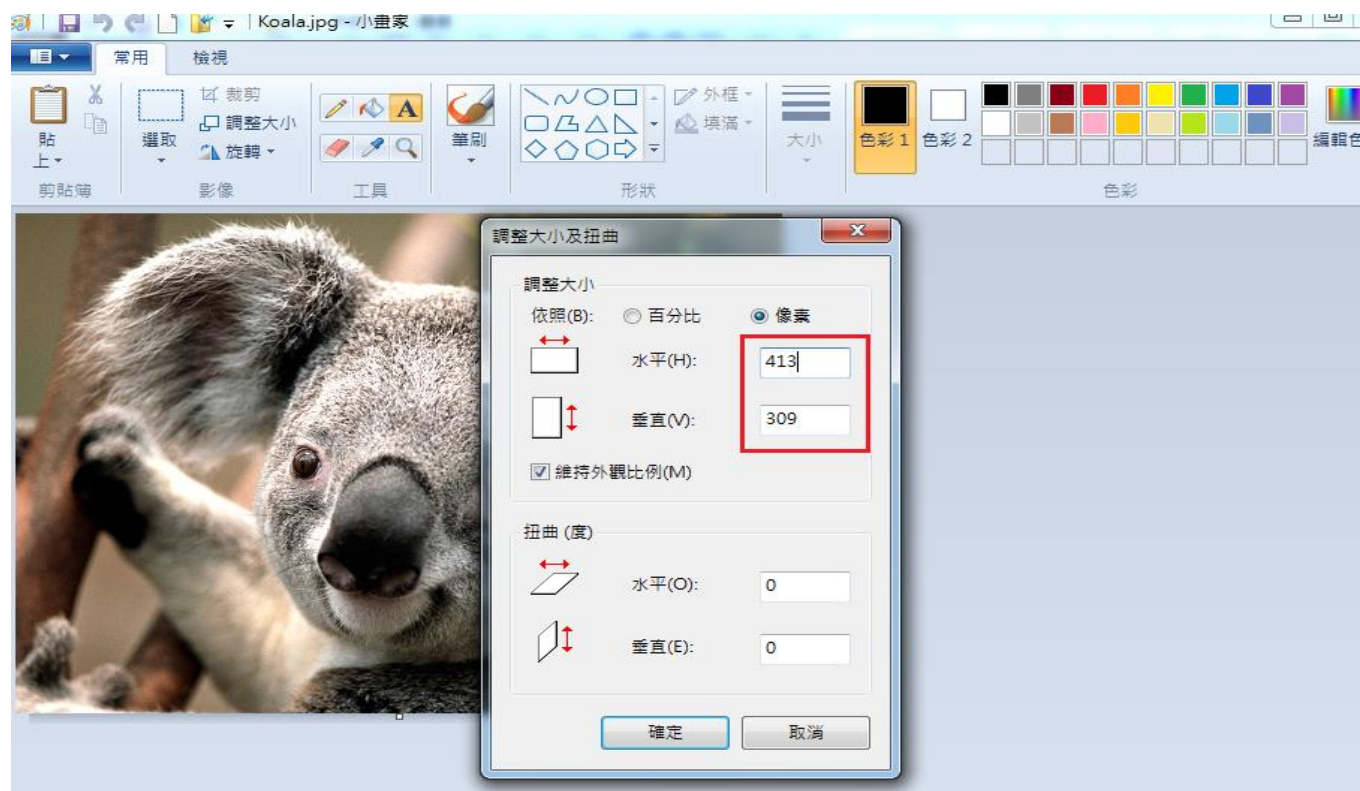 Koala.jpg - 小畫家
常用 檢視
貼上
選取
裁剪
調整大小
旋轉
A
筆刷
外框
填滿
大小
色彩 1
色彩 2
剪貼簿 影像 工具 形狀 色彩
調整大小及扭曲
調整大小
依照(B): 百分比 像素
水平(H): 413
垂直(V): 309
維持外觀比例(M)
扭曲 (度)
水平(O): 0
垂直(E): 0
確定 取消